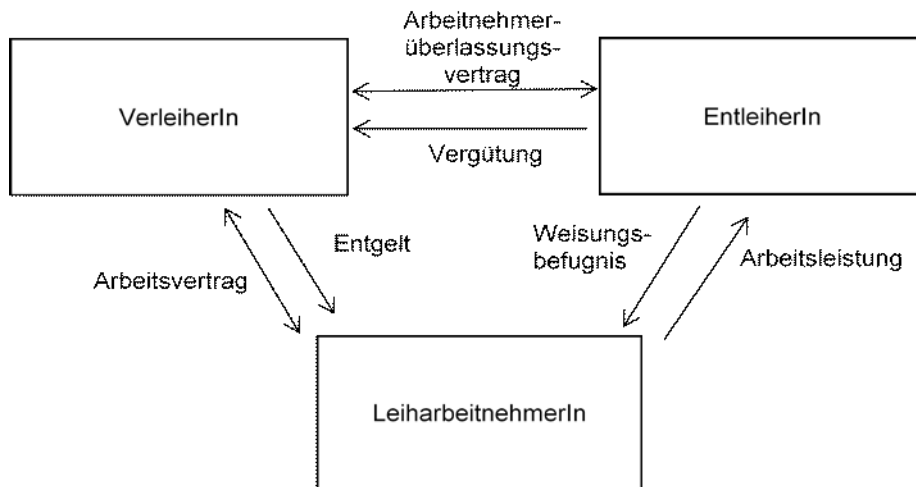 Arbeitnehmer-
überlassungs-
vertrag
VerleiherIn
EntleiherIn
Vergütung
Entgelt
Weisungs-
befugnis
Arbeitsvertrag
Arbeitsleistung
LeiharbeitnehmerIn